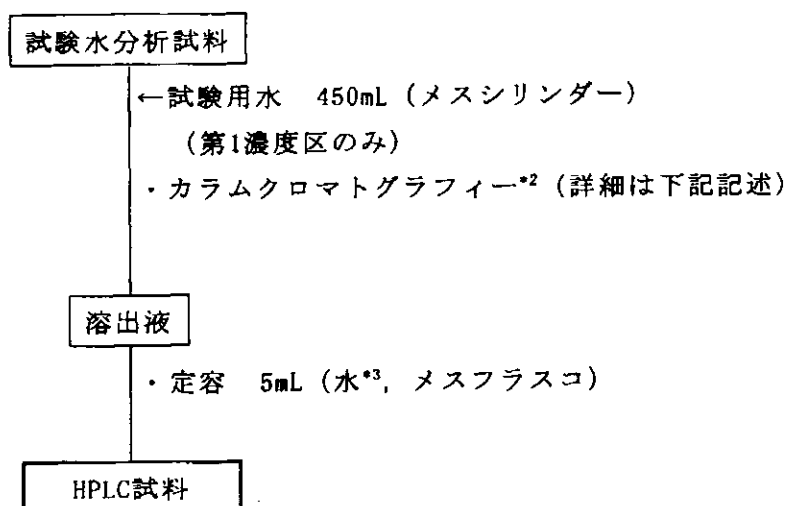 試験水分析試料
←試験用水 450mL (メスシリンダー)
(第1濃度区のみ)
・カラムクロマトグラフィー*2 (詳細は下記記述)
溶出液
・定容 5mL (水*3, メスフラスコ)
HPLC試料